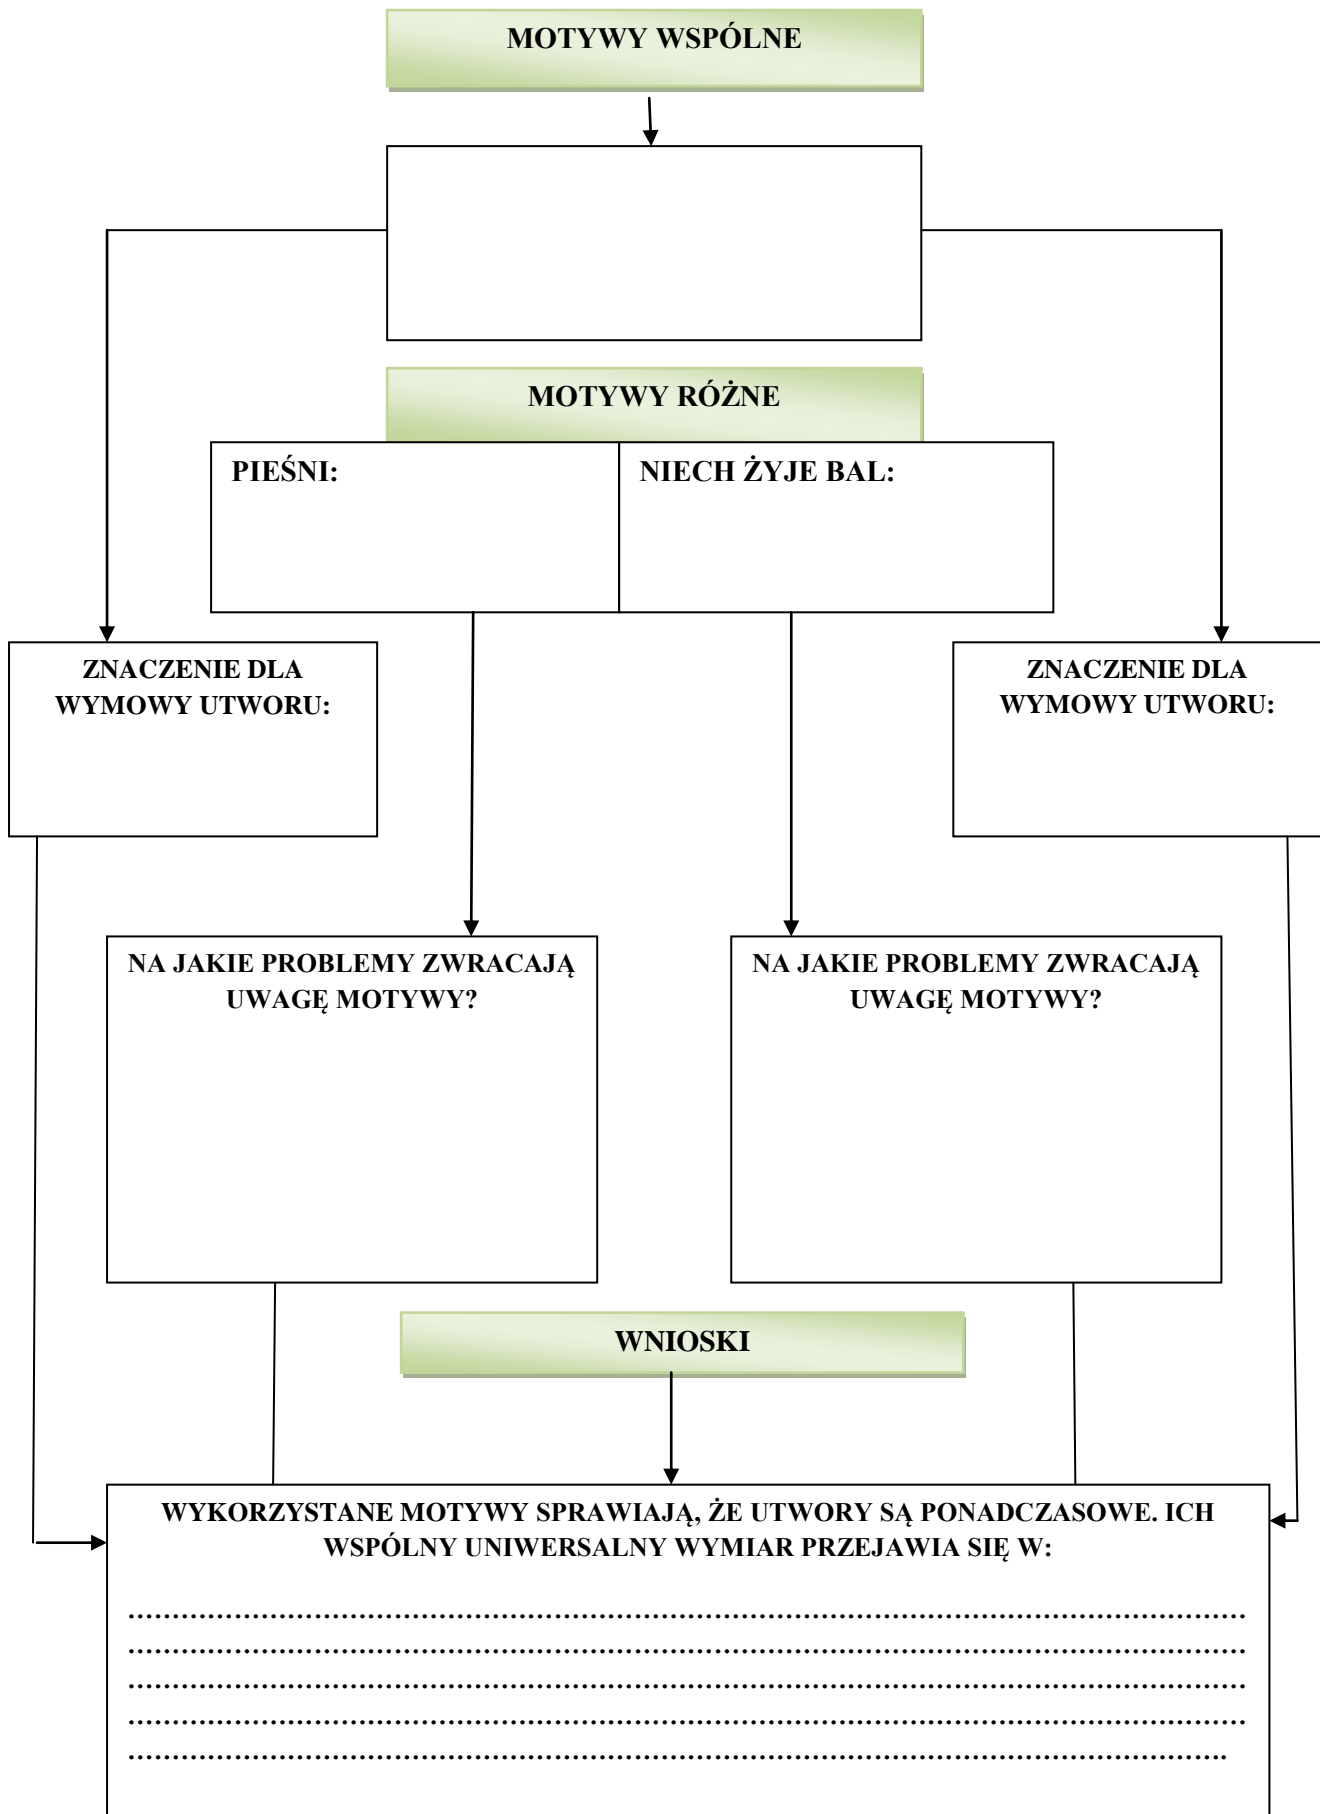 MOTYWY WSPÓLNE
MOTYWY RÓŻNE
PIEŚNI:
NIECH ŻYJE BAL:
ZNACZENIE DLA
WYMOWY UTWORU:
ZNACZENIE DLA
WYMOWY UTWORU:
NA JAKIE PROBLEMY ZWRACAJĄ
UWAGĘ MOTYWY?
NA JAKIE PROBLEMY ZWRACAJĄ
UWAGĘ MOTYWY?
WNIOSKI
WYKORZYSTANE MOTYWY SPRAWIAJĄ, ŻE UTWORY SĄ PONADCZASOWE. ICH
WSPÓLNY UNIWERSALNY WYMIAR PRZEJAWIA SIĘ W: